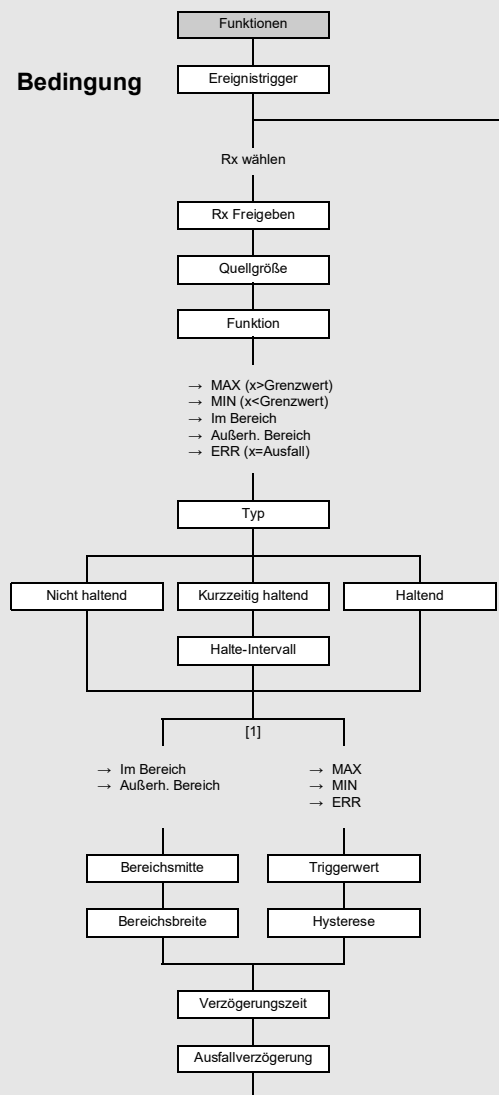 Funktionen
Bedingung
Ereignistrigger
Rx wählen
Rx Freigeben
Quellgröße
Funktion
→ MAX (x>Grenzwert)
→ MIN (x<Grenzwert)
→ Im Bereich
→ Außerh. Bereich
→ ERR (x=Ausfall)
Typ
Nicht haltend
Kurzzeitig haltend
Haltend
Halte-Intervall
[1]
→ Im Bereich
→ Außerh. Bereich
→ MAX
→ MIN
→ ERR
Bereichsmitte
Triggerwert
Bereichsbreite
Hysterese
Verzögerungszeit
Ausfallverzögerung